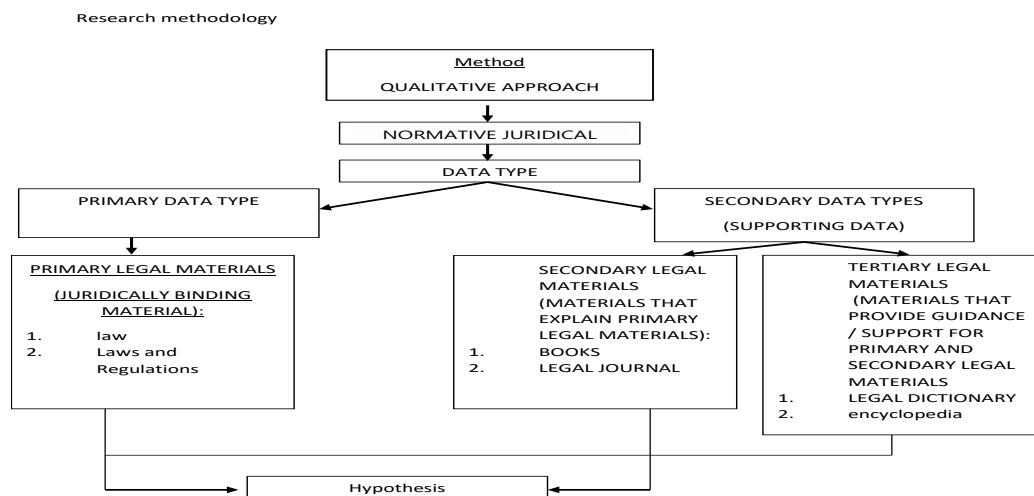 Research methodology
Method
QUALITATIVE APPROACH
NORMATIVE JURIDICAL
DATA TYPE
PRIMARY DATA TYPE
SECONDARY DATA TYPES
(SUPPORTING DATA)
PRIMARY LEGAL MATERIALS
(JURIDICALLY BINDING
MATERIAL):
1. law
2. Laws and
Regulations
SECONDARY LEGAL
MATERIALS
(MATERIALS THAT
EXPLAIN PRIMARY
LEGAL MATERIALS):
1. BOOKS
2. LEGAL JOURNAL
TERTIARY LEGAL
MATERIALS
(MATERIALS THAT
PROVIDE GUIDANCE
/ SUPPORT FOR
PRIMARY AND
SECONDARY LEGAL
MATERIALS
1. LEGAL DICTIONARY
2. encyclopedia
Hypothesis